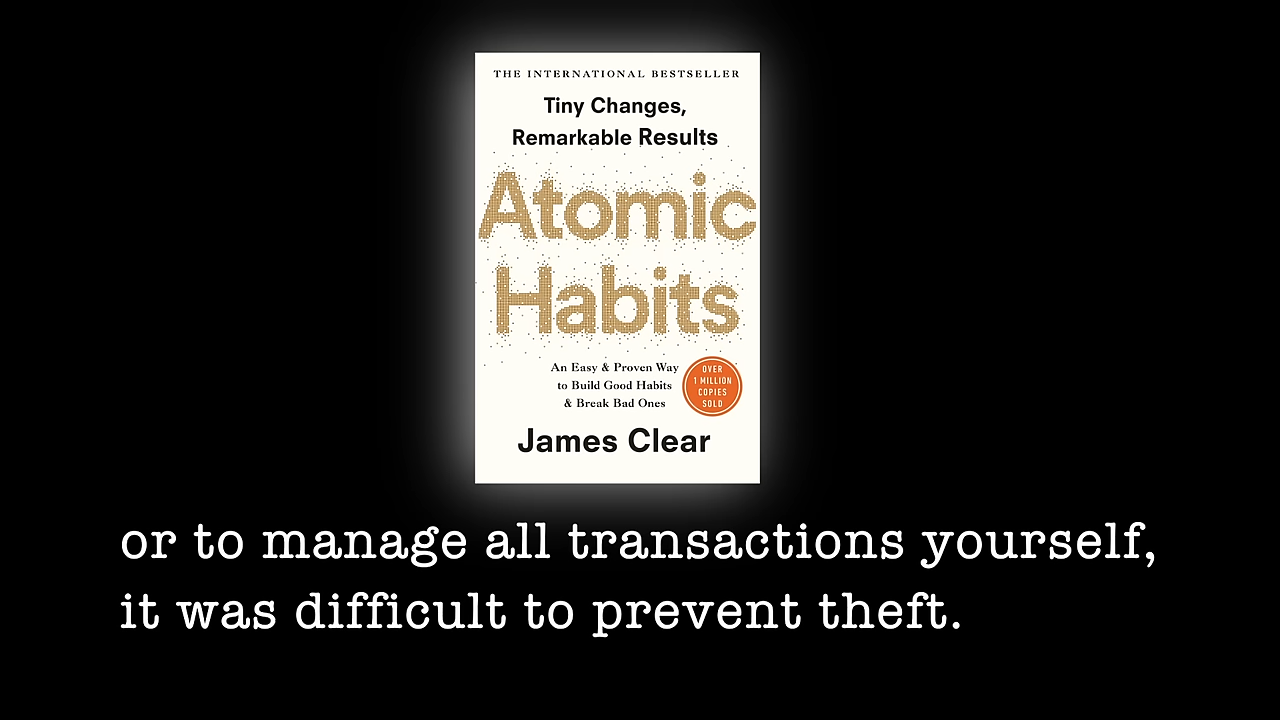 THE INTERNATIONAL BESTSELLER
Tiny Changes,
Remarkable Results
Atomic
Habits
An Easy & Proven Way
to Build Good Habits
& Break Bad Ones
OVER
1 MILLION
COPIES
SOLD
James Clear
or to manage all transactions yourself,
it was difficult to prevent theft.